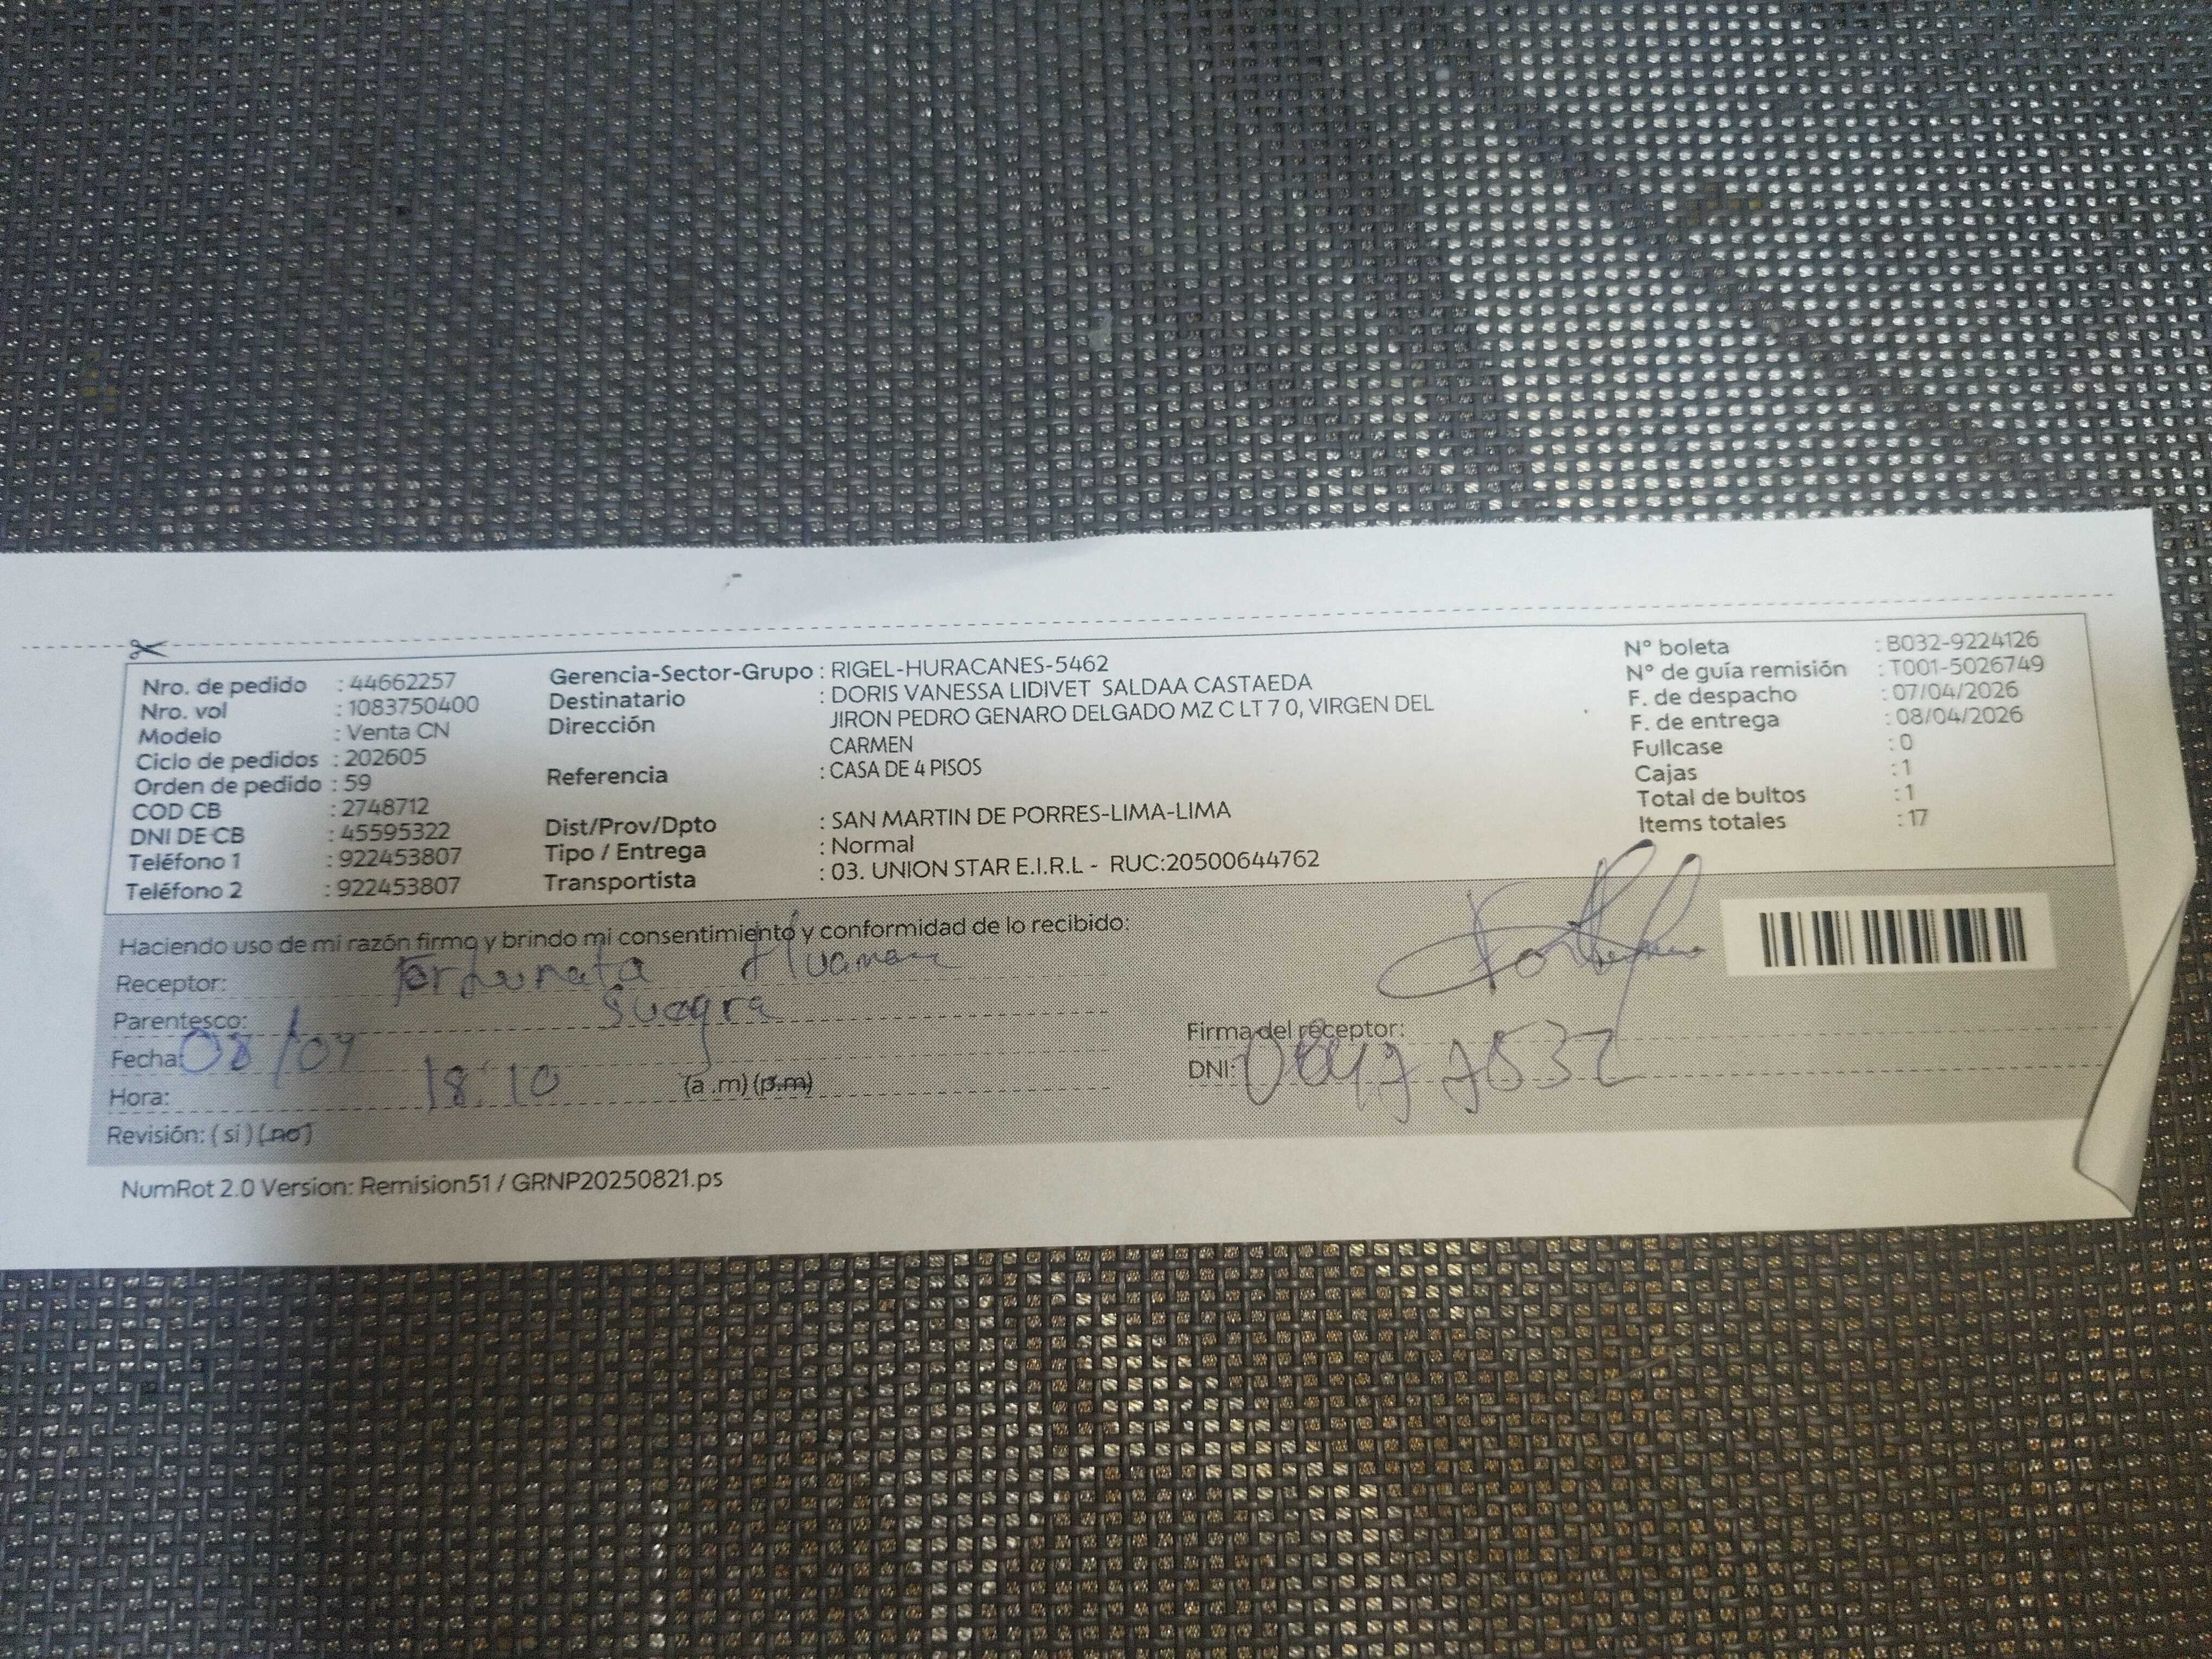 Nro. de pedido : 44662257
Nro. vol : 1083750400
Modelo : Venta CN
Ciclo de pedidos : 202605
Orden de pedido : 59
COD CB : 2748712
DNI DE CB : 45595322
Teléfono 1 : 922453807
Teléfono 2 : 922453807
Gerencia-Sector-Grupo : RIGEL-HURACANES-5462
Destinatario : DORIS VANESSA LIDIVET SALDAA CASTAEDA
Dirección JIRON PEDRO GENARO DELGADO MZ C LT 7 0, VIRGEN DEL
CARMEN
Referencia : CASA DE 4 PISOS
Dist/Prov/Dpto : SAN MARTIN DE PORRES-LIMA-LIMA
Tipo / Entrega : Normal
Transportista : 03. UNION STAR E.I.R.L - RUC:20500644762
N° boleta : B032-9224126
N° de guía remisión : T001-5026749
F. de despacho : 07/04/2026
F. de entrega : 08/04/2026
Fullcase : 0
Cajas : 1
Total de bultos : 1
Items totales : 17
Haciendo uso de mi razón firmo y brindo mi consentimiento y conformidad de lo recibido:
Receptor: Fortunata Huaman
Parentesco: Suegra
Fecha: 08/04
Hora: 18:10 (a.m) (p.m)
Revisión: (si) (no)
Firma del receptor:
DNI:
NumRot 2.0 Version: Remision51 / GRNP20250821.ps